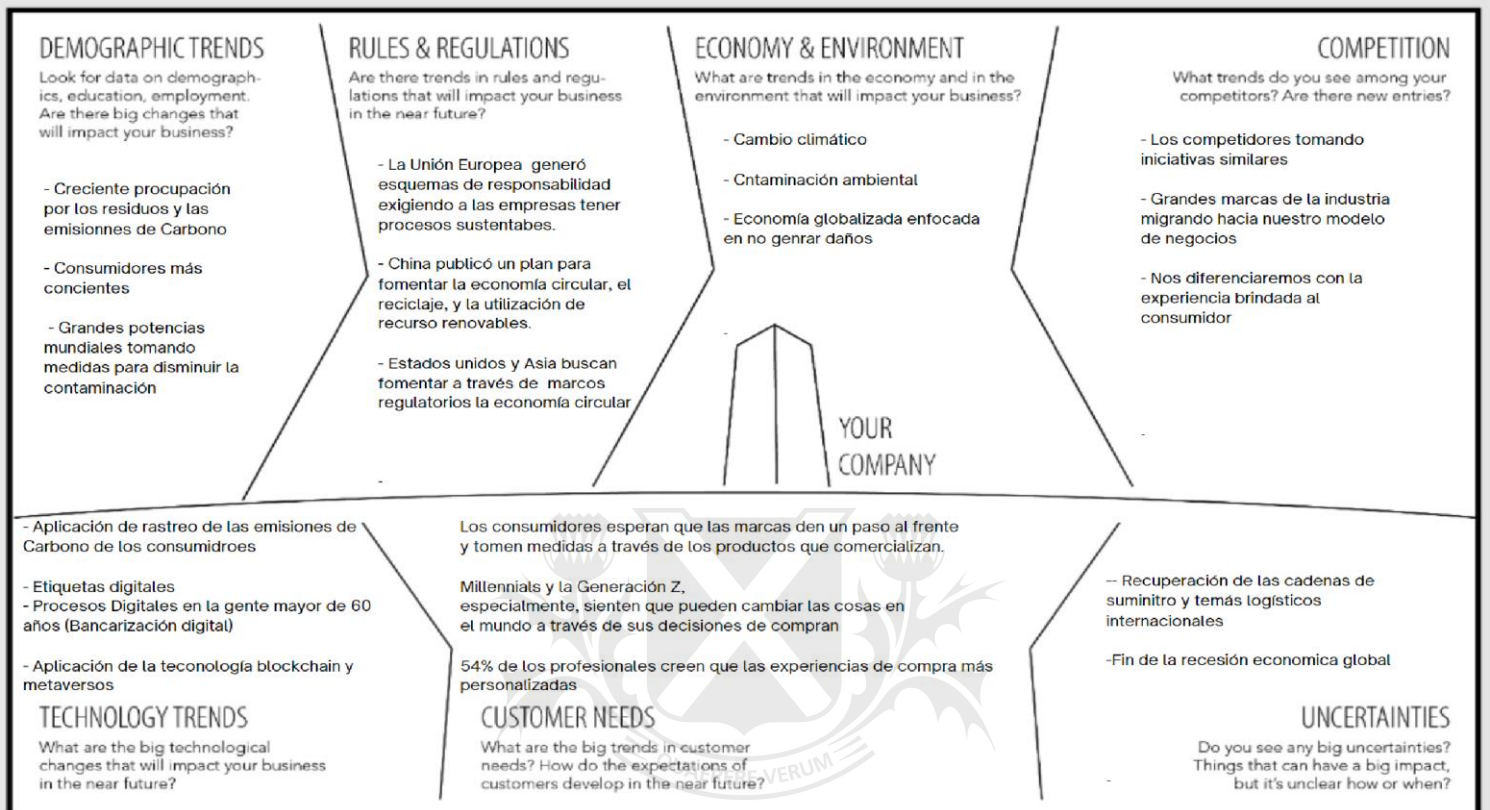 DEMOGRAPHIC TRENDS
Look for data on demograph-
ics, education, employment.
Are there big changes that
will impact your business?
- Creciente procupación
por los residuos y las
emisionnes de Carbono
- Consumidores más
concientes
- Grandes potencias
mundiales tomando
medidas para disminuir la
contaminación
RULES & REGULATIONS
Are there trends in rules and regu-
lations that will impact your business
in the near future?
- La Unión Europea generó
esquemas de responsabilidad
exigiendo a las empresas tener
procesos sustentabes.
- China publicó un plan para
fomentar la economía circular, el
reciclaje, y la utilización de
recurso renovables.
- Estados unidos y Asia buscan
fomentar a través de marcos
regulatorios la economía circular
-
ECONOMY & ENVIRONMENT
What are trends in the economy and in the
environment that will impact your business?
- Cambio climático
- Cntaminación ambiental
- Economía globalizada enfocada
en no genrar daños
-
COMPETITION
What trends do you see among your
competitors? Are there new entries?
- Los competidores tomando
iniciativas similares
- Grandes marcas de la industria
migrando hacia nuestro modelo
de negocios
- Nos diferenciaremos con la
experiencia brindada al
consumidor
-
YOUR
COMPANY
- Aplicación de rastreo de las emisiones de
Carbono de los consumidroes
- Etiquetas digitales
- Procesos Digitales en la gente mayor de 60
años (Bancarización digital)
- Aplicación de la teconología blockchain y
metaversos
TECHNOLOGY TRENDS
What are the big technological
changes that will impact your business
in the near future?
Los consumidores esperan que las marcas den un paso al frente
y tomen medidas a través de los productos que comercializan.
Millennials y la Generación Z,
especialmente, sienten que pueden cambiar las cosas en
el mundo a través de sus decisiones de compran
54% de los profesionales creen que las experiencias de compra más
personalizadas
CUSTOMER NEEDS
What are the big trends in customer
needs? How do the expectations of
customers develop in the near future?
QUAERERE VERUM
-- Recuperación de las cadenas de
suminitro y temás logísticos
internacionales
-Fin de la recesión economica global
UNCERTAINTIES
Do you see any big uncertainties?
Things that can have a big impact,
but it's unclear how or when?
-